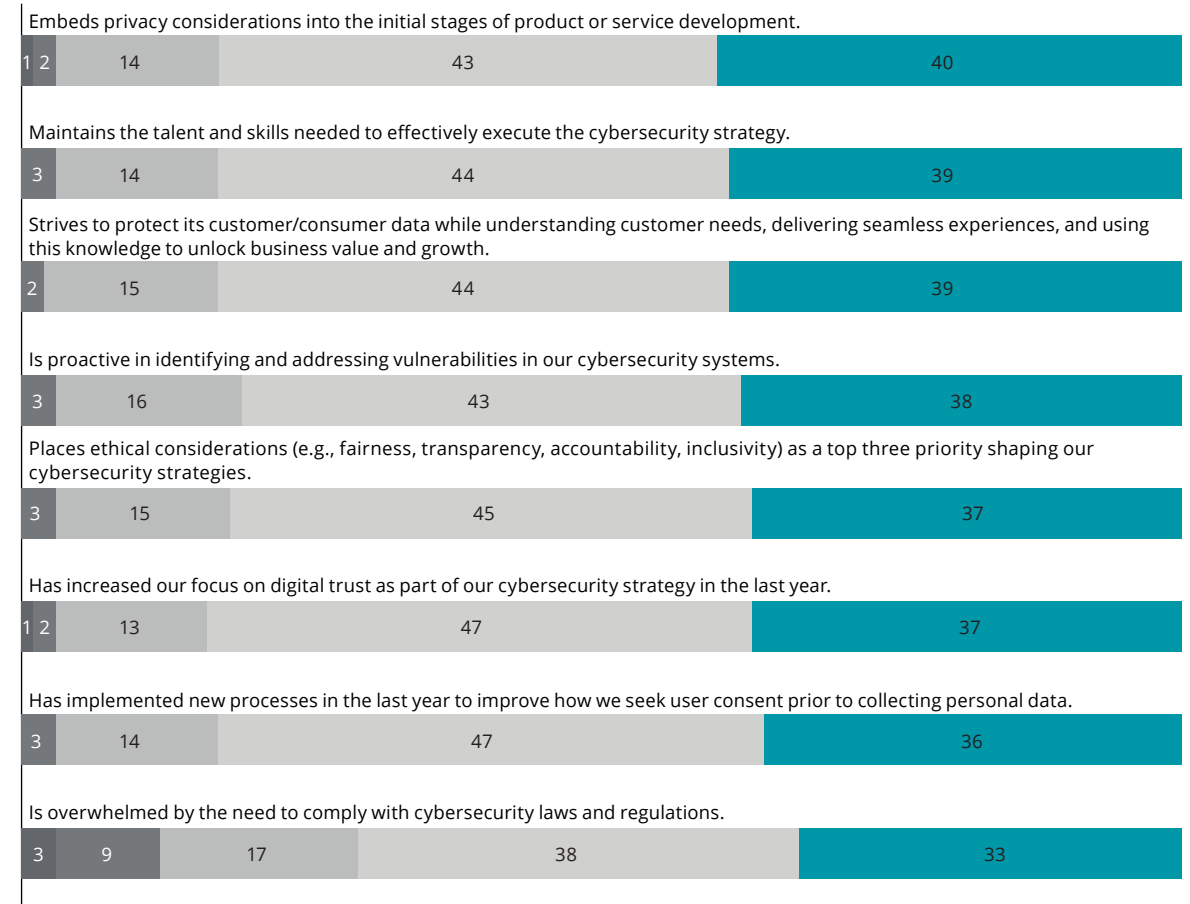 Embeds privacy considerations into the initial stages of product or service development.
1 2 14 43 40
Maintains the talent and skills needed to effectively execute the cybersecurity strategy.
3 14 44 39
Strives to protect its customer/consumer data while understanding customer needs, delivering seamless experiences, and using
this knowledge to unlock business value and growth.
2 15 44 39
Is proactive in identifying and addressing vulnerabilities in our cybersecurity systems.
3 16 43 38
Places ethical considerations (e.g., fairness, transparency, accountability, inclusivity) as a top three priority shaping our
cybersecurity strategies.
3 15 45 37
Has increased our focus on digital trust as part of our cybersecurity strategy in the last year.
1 2 13 47 37
Has implemented new processes in the last year to improve how we seek user consent prior to collecting personal data.
3 14 47 36
Is overwhelmed by the need to comply with cybersecurity laws and regulations.
3 9 17 38 33